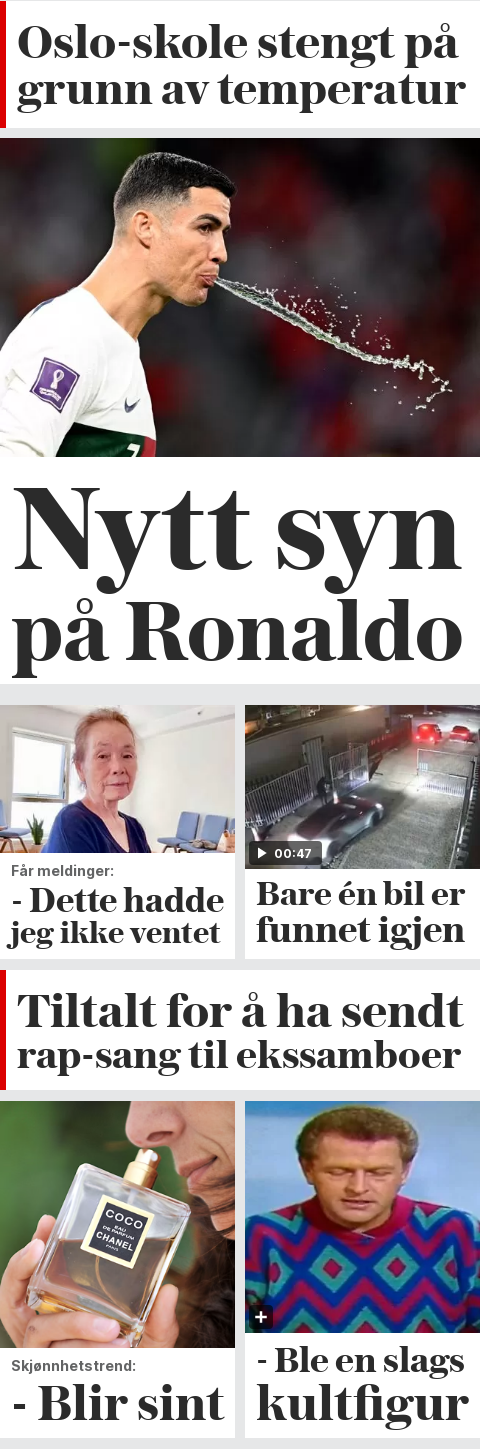 Oslo-skole stengt på
grunn av temperatur
Nytt syn
på Ronaldo
Får meldinger:
- Dette hadde
jeg ikke ventet
00:47
Bare én bil er
funnet igjen
Tiltalt for å ha sendt
rap-sang til ekssamboer
COCO
EAU
DE PARFUM
CHANEL
PARIS
Skjønnhetstrend:
- Blir sint
- Ble en slags
kultfigur